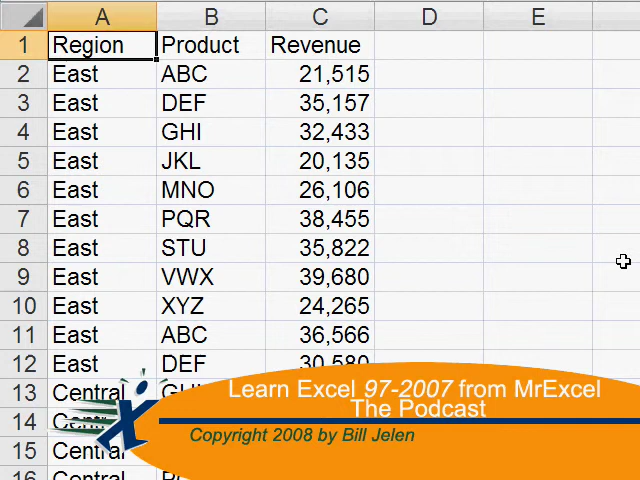 A B C D E
1 Region Product Revenue
2 East ABC 21,515
3 East DEF 35,157
4 East GHI 32,433
5 East JKL 20,135
6 East MNO 26,106
7 East PQR 38,455
8 East STU 35,822
9 East VWX 39,680
10 East XYZ 24,265
11 East ABC 36,566
12 East DEF 30,580
13 Central
14 Central
15 Central
16 Central
Learn Excel 97-2007 from MrExcel
The Podcast
Copyright 2008 by Bill Jelen